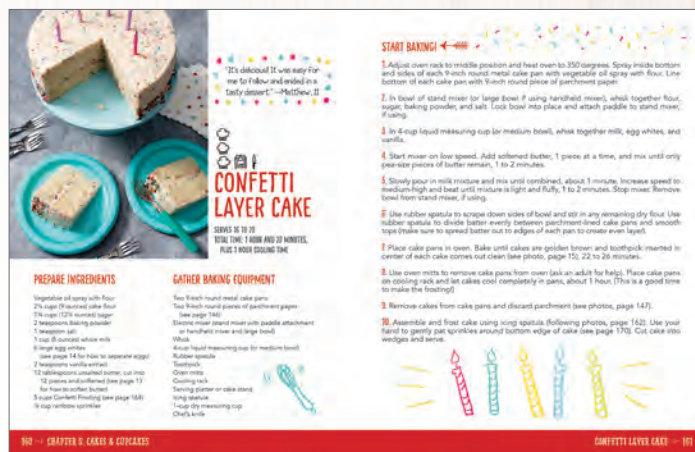 "It's delicious! It was easy for
me to follow and ended in a
tasty dessert." —Matthew, 11
CONFETTI
LAYER CAKE
SERVES 16 TO 20
TOTAL TIME: 1 HOUR AND 20 MINUTES,
PLUS 1 HOUR COOLING TIME
PREPARE INGREDIENTS
Vegetable oil spray with flour
(9 ounces) cake flour
(12¼ ounces) sugar
2 teaspoons baking powder
1 teaspoon salt
1 cup (8 ounces) whole milk
6 large egg whites
(see page 14 for how to separate eggs)
2 teaspoons vanilla extract
12 tablespoons unsalted butter, cut into
12 pieces and softened (see page 13
for how to soften butter)
5 cups Confetti Frosting (see page 168)
rainbow sprinkles
GATHER BAKING EQUIPMENT
Two 9-inch round metal cake pans
Two 9-inch round pieces of parchment paper
(see page 146)
Electric stand mixer with paddle attachment
or handheld mixer and large bowl
Whisk
4-cup liquid measuring cup (or medium bowl)
Rubber spatula
Toothpick
Oven mitts
Cooling rack
Serving platter or cake stand
Icing spatula
1-cup dry measuring cup
Chef's knife
160 CHAPTER 5: CAKES & CUPCAKES
START BAKING!
1. Adjust oven rack to middle position and heat oven to 350 degrees. Spray inside bottom
and sides of each 9-inch round metal cake pan with vegetable oil spray with flour. Line
bottom of each cake pan with 9-inch round piece of parchment paper.
2. In bowl of stand mixer (or large bowl if using handheld mixer), whisk together flour,
sugar, baking powder, and salt. Lock bowl into place and attach paddle to stand mixer,
if using.
3. In 4-cup liquid measuring cup (or medium bowl), whisk together milk, egg whites, and
vanilla.
4. Start mixer on low speed. Add softened butter, 1 piece at a time, and mix until only
pea-size pieces of butter remain, 1 to 2 minutes.
5. Slowly pour in milk mixture and mix until combined, about 1 minute. Increase speed to
medium-high and beat until mixture is light and fluffy, 1 to 2 minutes. Stop mixer. Remove
bowl from stand mixer, if using.
6. Use rubber spatula to scrape down sides of bowl and stir in any remaining dry flour. Use
rubber spatula to divide batter evenly between parchment-lined cake pans and smooth
tops (make sure to spread batter out to edges of each pan to create even layer).
7. Place cake pans in oven. Bake until cakes are golden brown and toothpick inserted in
center of each cake comes out clean (see photo, page 15), 22 to 26 minutes.
8. Use oven mitts to remove cake pans from oven (ask an adult for help). Place cake pans
on cooling rack and let cakes cool completely in pans, about 1 hour. (This is a good time
to make the frosting!)
9. Remove cakes from cake pans and discard parchment (see photos, page 147).
10. Assemble and frost cake using icing spatula (following photos, page 162). Use your
hand to gently pat sprinkles around bottom edge of cake (see page 170). Cut cake into
wedges and serve.
CONFETTI LAYER CAKE 161